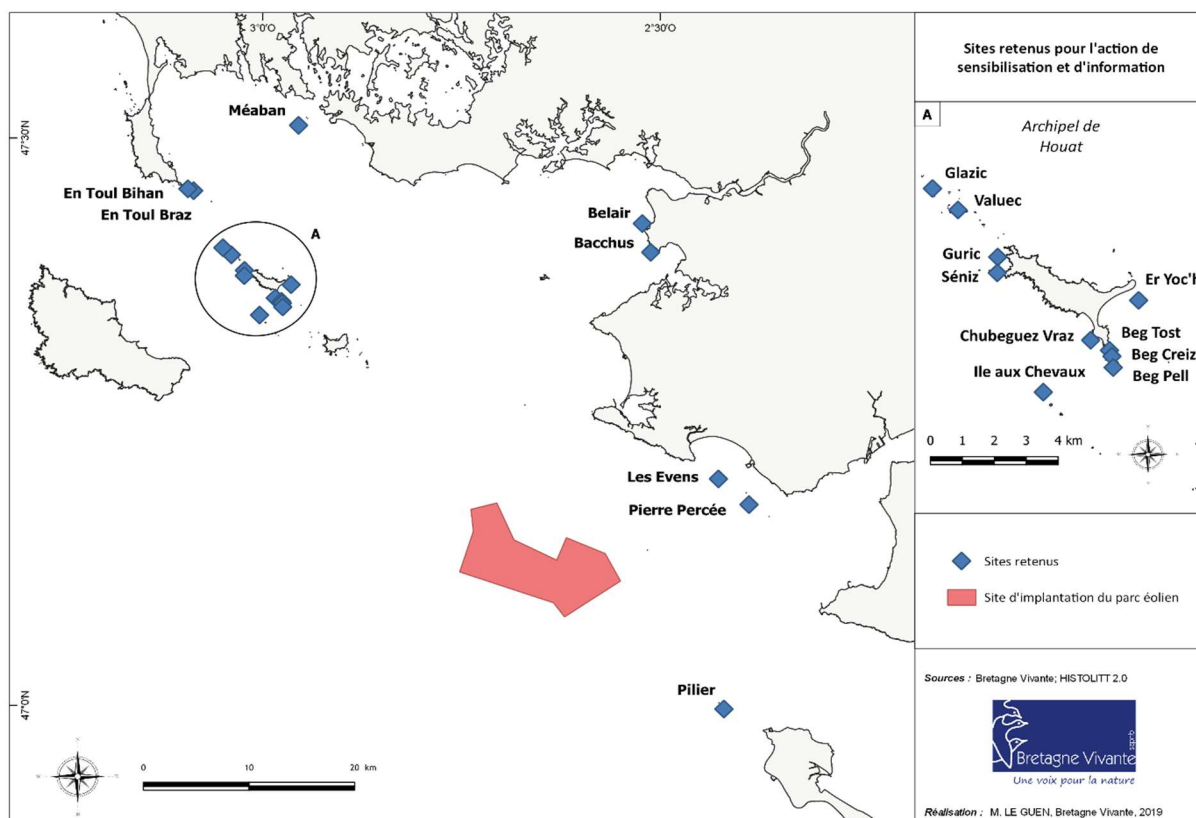 3°0'O
2°30'O
47°30'N
47°0'N
Méaban
En Toul Bihan
En Toul Braz
A
Belair
Bacchus
Les Evens
Pierre Percée
Pilier
0 10 20 km
Sites retenus pour l'action de
sensibilisation et d'information
A
Archipel de
Houat
Glazic
Valuec
Guric
Séniz
Er Yoc'h
Chubeguez Vraz
Beg Tost
Beg Creiz
Ile aux Chevaux
Beg Pell
0 1 2 3 4 km
Sites retenus
Site d'implantation du parc éolien
Sources : Bretagne Vivante; HISTOLITT 2.0
Bretagne Vivante
sepnb
Une voix pour la nature
Réalisation : M. LE GUEN, Bretagne Vivante, 2019